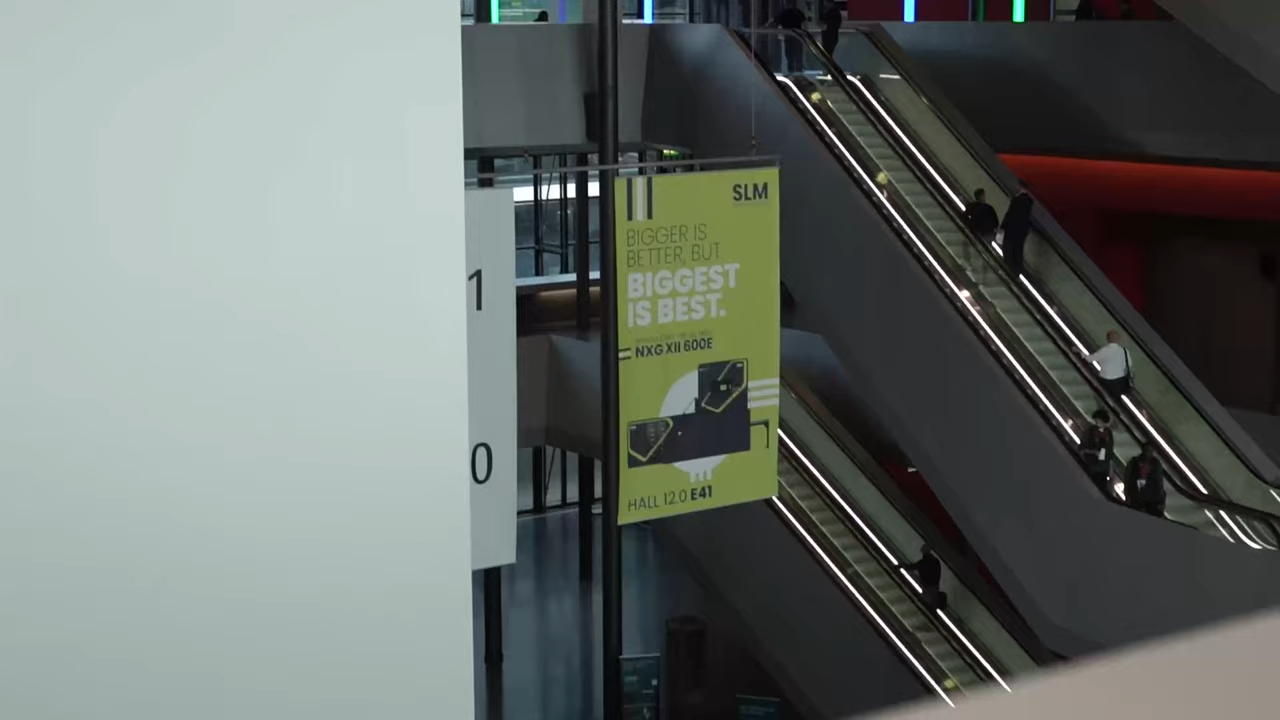 1
0
SLM
BIGGER IS
BETTER, BUT
BIGGEST
IS BEST.
NXG XII 600E
HALL 12.0 E41